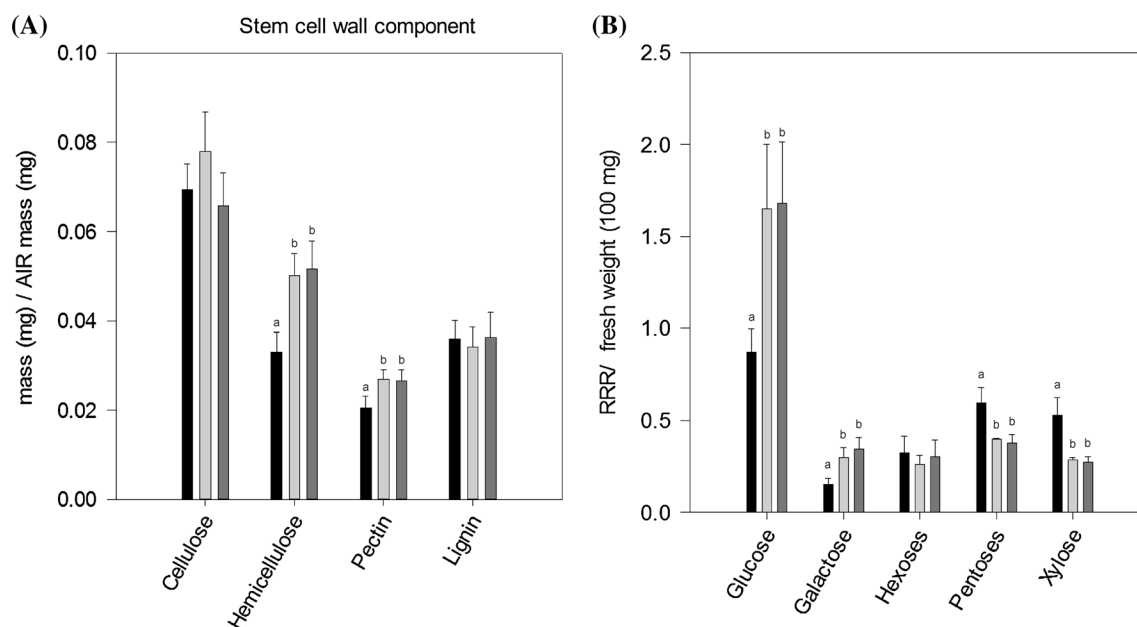 (A)
Stem cell wall component
mass (mg) / AIR mass (mg)
0.10
0.08
0.06
0.04
0.02
0.00
a
b
b
a
b
b
Cellulose
Hemicellulose
Pectin
Lignin
(B)
RRR/ fresh weight (100 mg)
2.5
2.0
1.5
1.0
0.5
0.0
a
b
b
a
b
b
a
b
b
a
b
b
Glucose
Galactose
Hexoses
Pentoses
Xylose